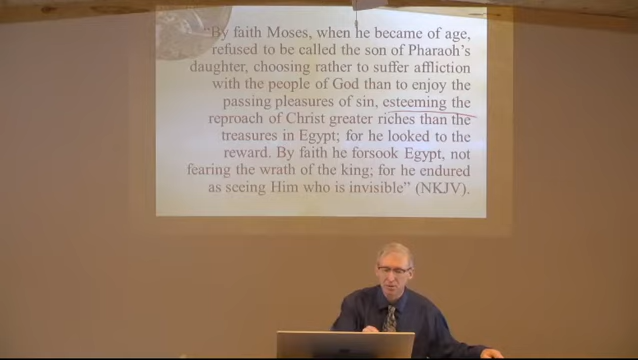 "By faith Moses, when he became of age,
refused to be called the son of Pharaoh's
daughter, choosing rather to suffer affliction
with the people of God than to enjoy the
passing pleasures of sin, esteeming the
reproach of Christ greater riches than the
treasures in Egypt; for he looked to the
reward. By faith he forsook Egypt, not
fearing the wrath of the king; for he endured
as seeing Him who is invisible" (NKJV).